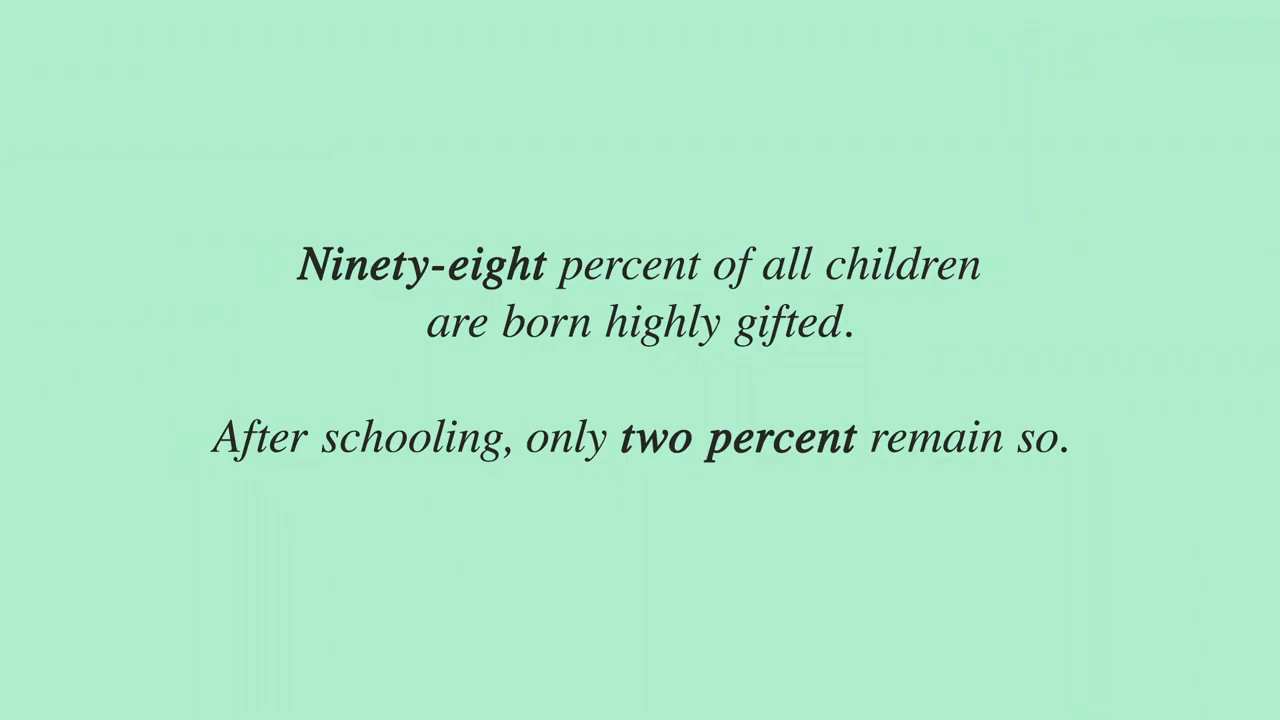 Ninety-eight percent of all children
are born highly gifted.
After schooling, only two percent remain so.